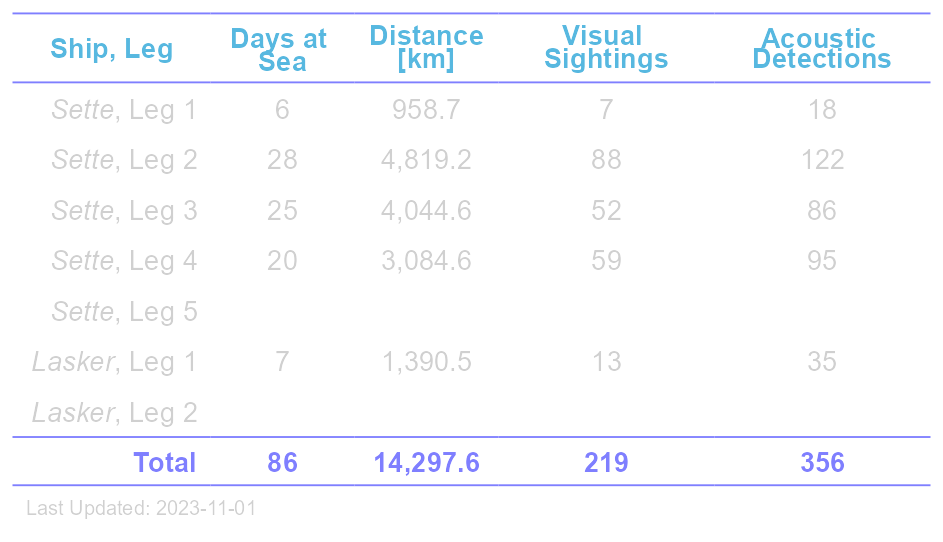 Ship, Leg Days at Sea Distance [km] Visual Sightings Acoustic Detections
Sette, Leg 1 6 958.7 7 18
Sette, Leg 2 28 4,819.2 88 122
Sette, Leg 3 25 4,044.6 52 86
Sette, Leg 4 20 3,084.6 59 95
Sette, Leg 5
Lasker, Leg 1 7 1,390.5 13 35
Lasker, Leg 2
Total 86 14,297.6 219 356
Last Updated: 2023-11-01